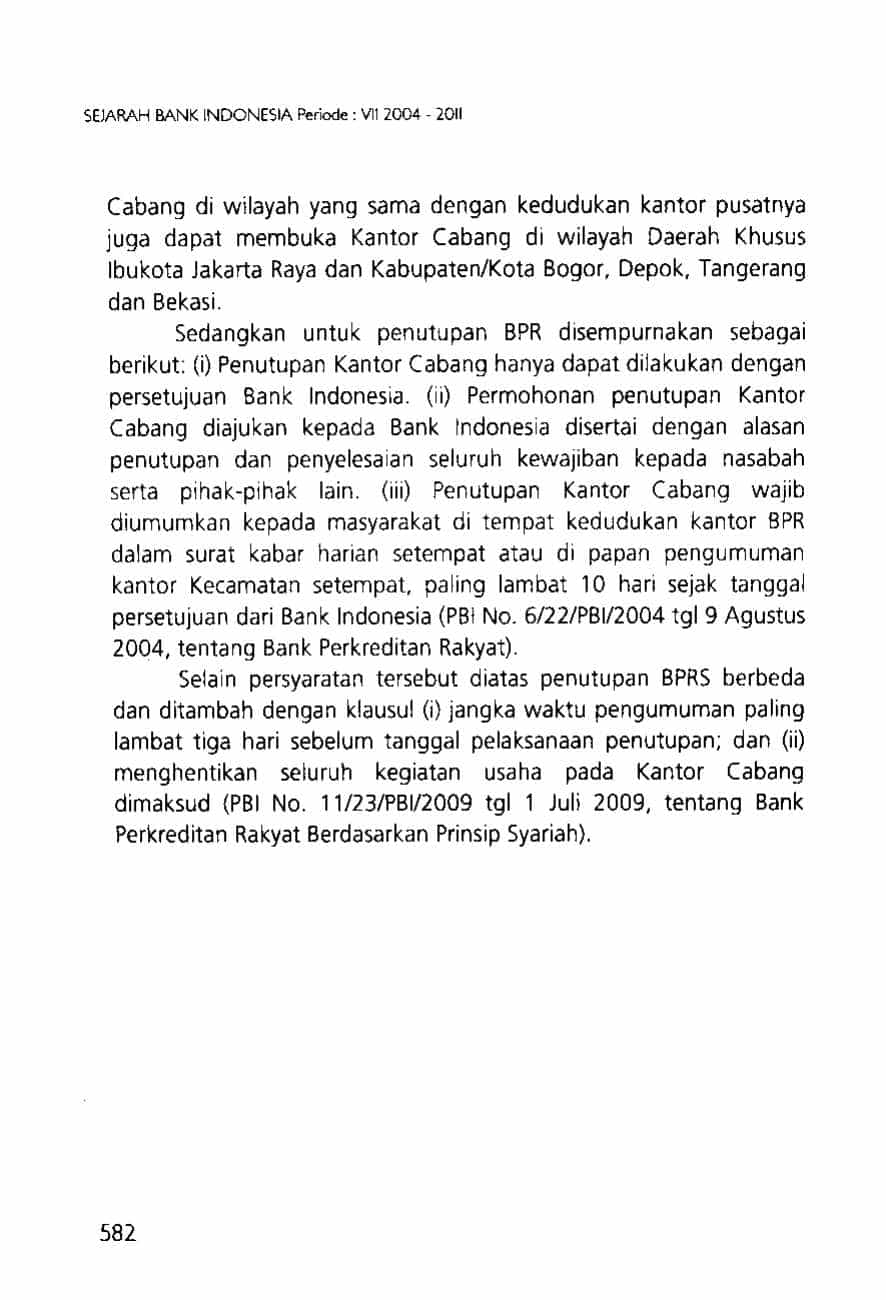 SEJARAH BANK INDONESIA Periode : VII 2004 - 2011
Cabang di wilayah yang sama dengan kedudukan kantor pusatnya
juga dapat membuka Kantor Cabang di wilayah Daerah Khusus
Ibukota Jakarta Raya dan Kabupaten/Kota Bogor, Depok, Tangerang
dan Bekasi.
Sedangkan untuk penutupan BPR disempurnakan sebagai
berikut: (i) Penutupan Kantor Cabang hanya dapat dilakukan dengan
persetujuan Bank Indonesia. (ii) Permohonan penutupan Kantor
Cabang diajukan kepada Bank Indonesia disertai dengan alasan
penutupan dan penyelesaian seluruh kewajiban kepada nasabah
serta pihak-pihak lain. (iii) Penutupan Kantor Cabang wajib
diumumkan kepada masyarakat di tempat kedudukan kantor BPR
dalam surat kabar harian setempat atau di papan pengumuman
kantor Kecamatan setempat, paling lambat 10 hari sejak tanggal
persetujuan dari Bank Indonesia (PBI No. 6/22/PBI/2004 tgl 9 Agustus
2004, tentang Bank Perkreditan Rakyat).
Selain persyaratan tersebut diatas penutupan BPRS berbeda
dan ditambah dengan klausul (i) jangka waktu pengumuman paling
lambat tiga hari sebelum tanggal pelaksanaan penutupan; dan (ii)
menghentikan seluruh kegiatan usaha pada Kantor Cabang
dimaksud (PBI No. 11/23/PBI/2009 tgl 1 Juli 2009, tentang Bank
Perkreditan Rakyat Berdasarkan Prinsip Syariah).
582